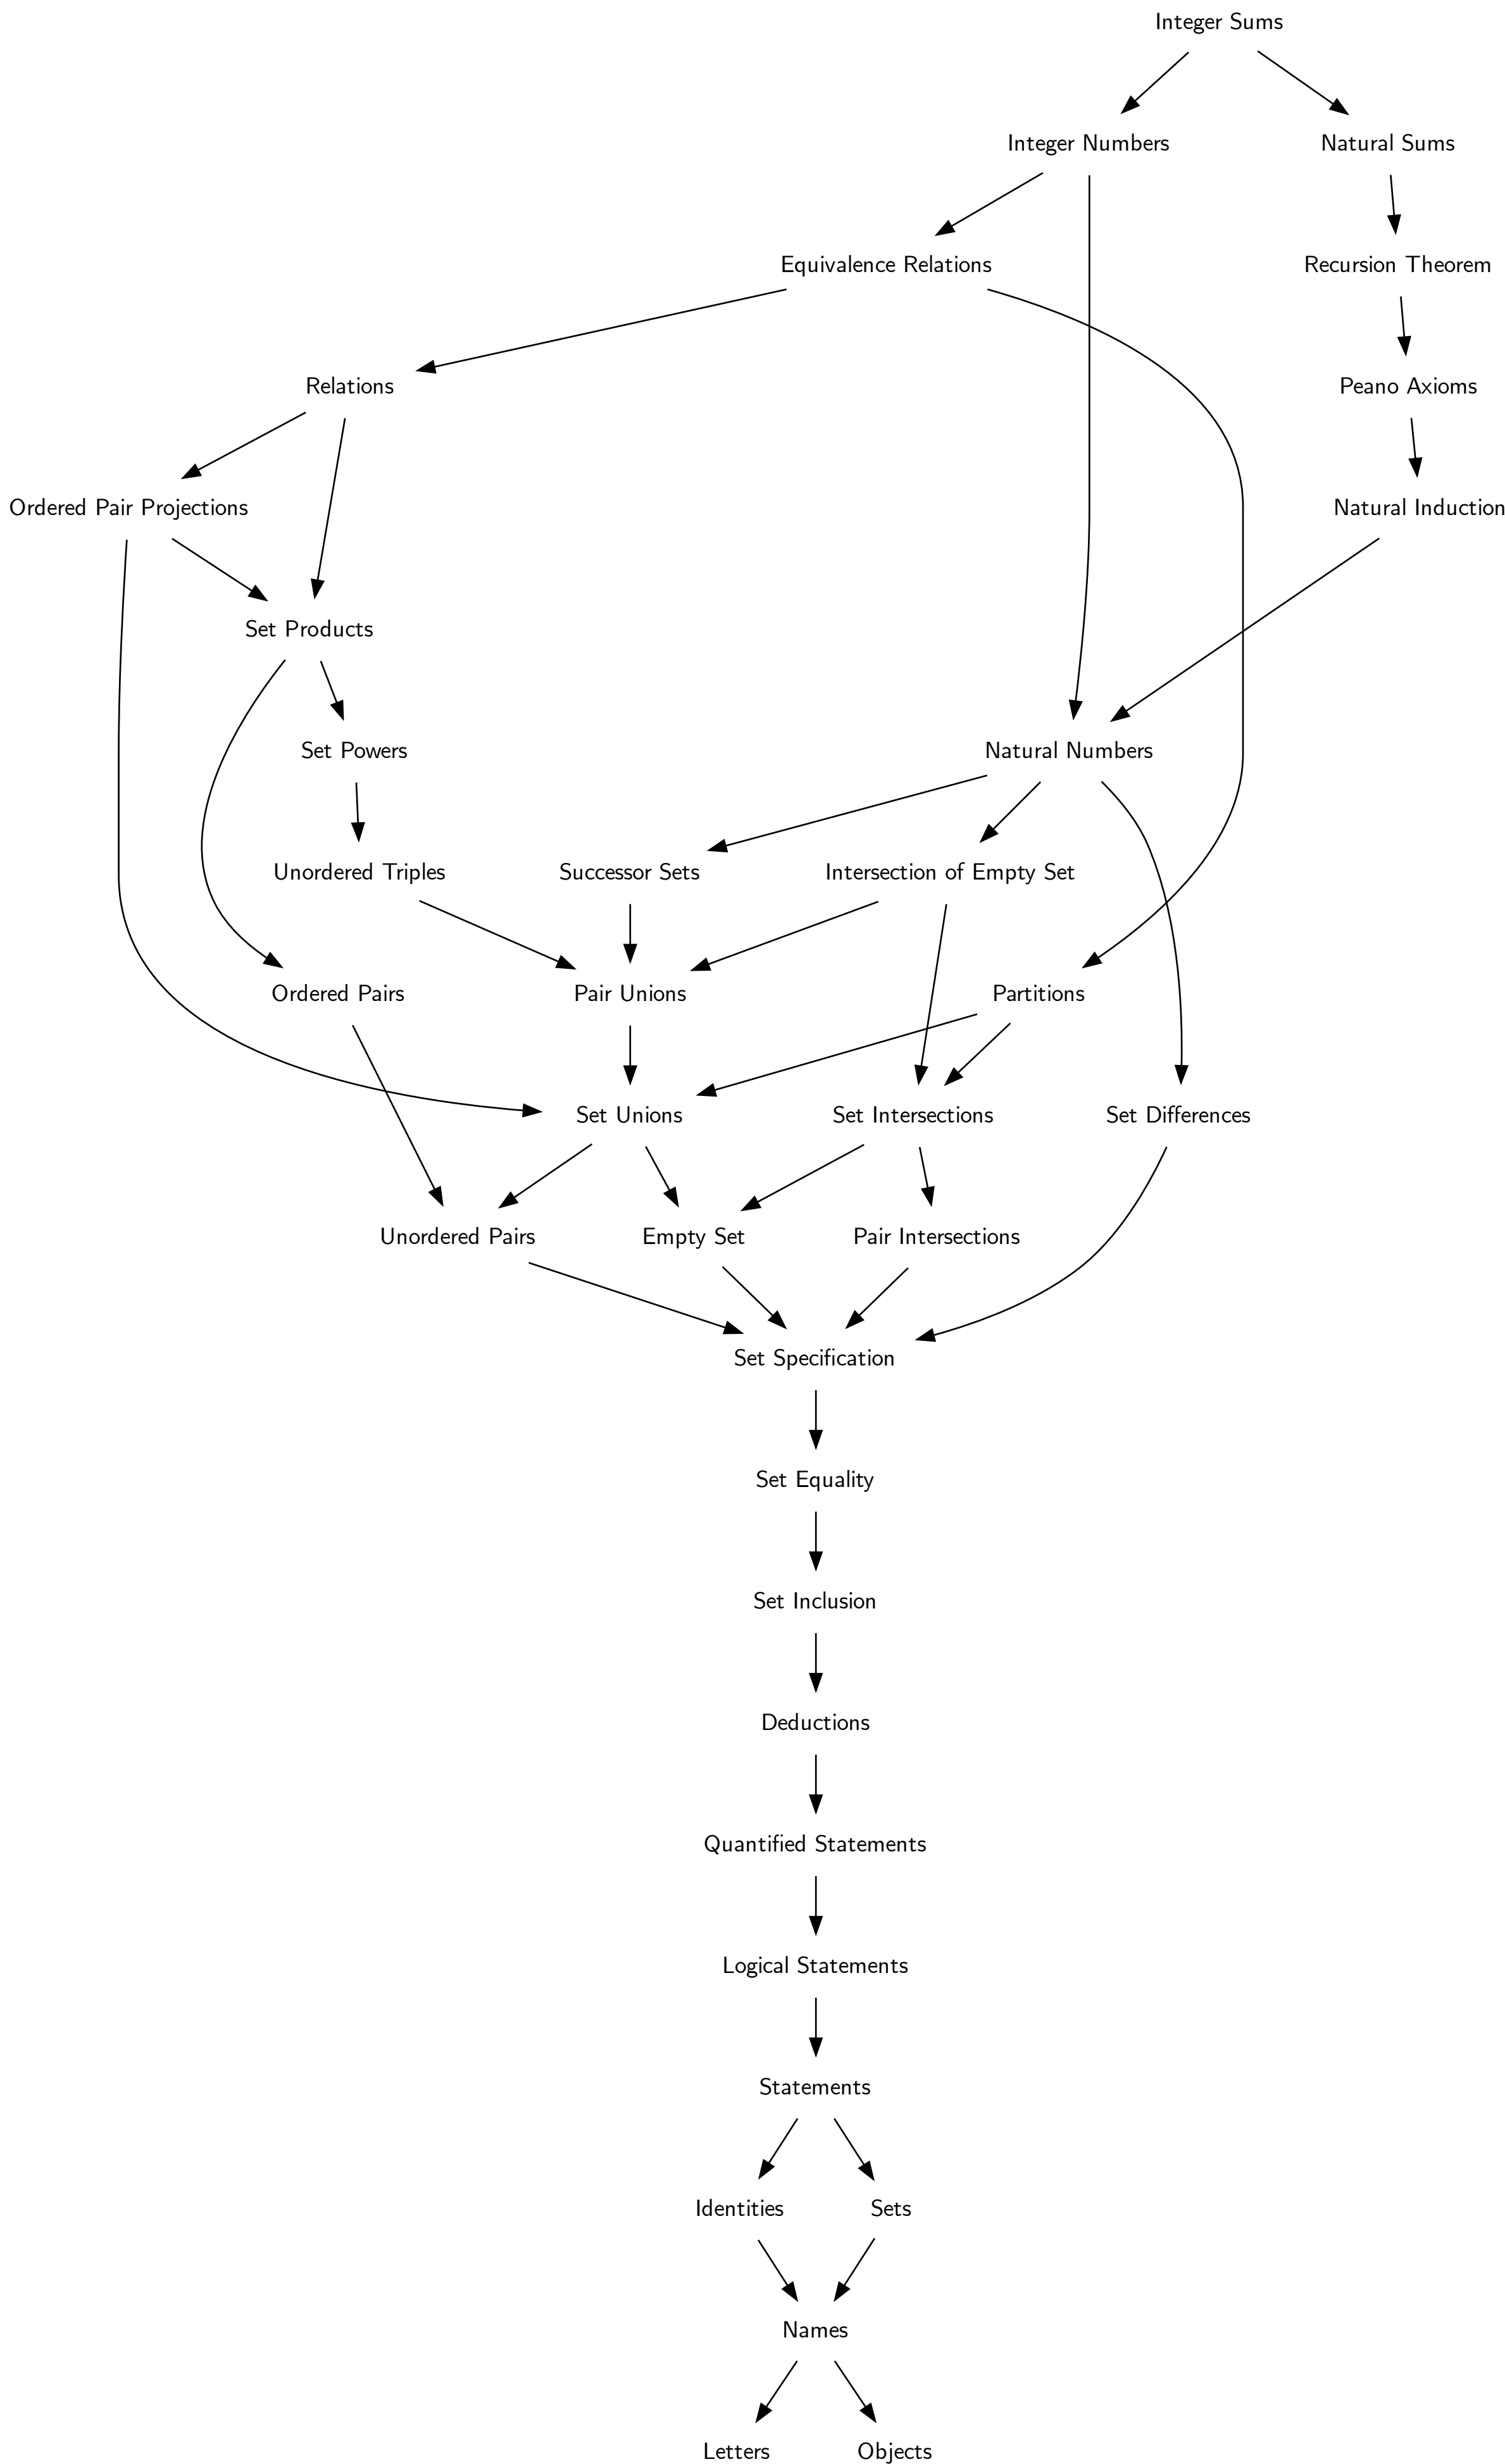 Integer Sums
Integer Numbers
Natural Sums
Equivalence Relations
Recursion Theorem
Relations
Peano Axioms
Ordered Pair Projections
Natural Induction
Set Products
Set Powers
Natural Numbers
Unordered Triples
Successor Sets
Intersection of Empty Set
Ordered Pairs
Pair Unions
Partitions
Set Unions
Set Intersections
Set Differences
Unordered Pairs
Empty Set
Pair Intersections
Set Specification
Set Equality
Set Inclusion
Deductions
Quantified Statements
Logical Statements
Statements
Identities
Sets
Names
Letters
Objects